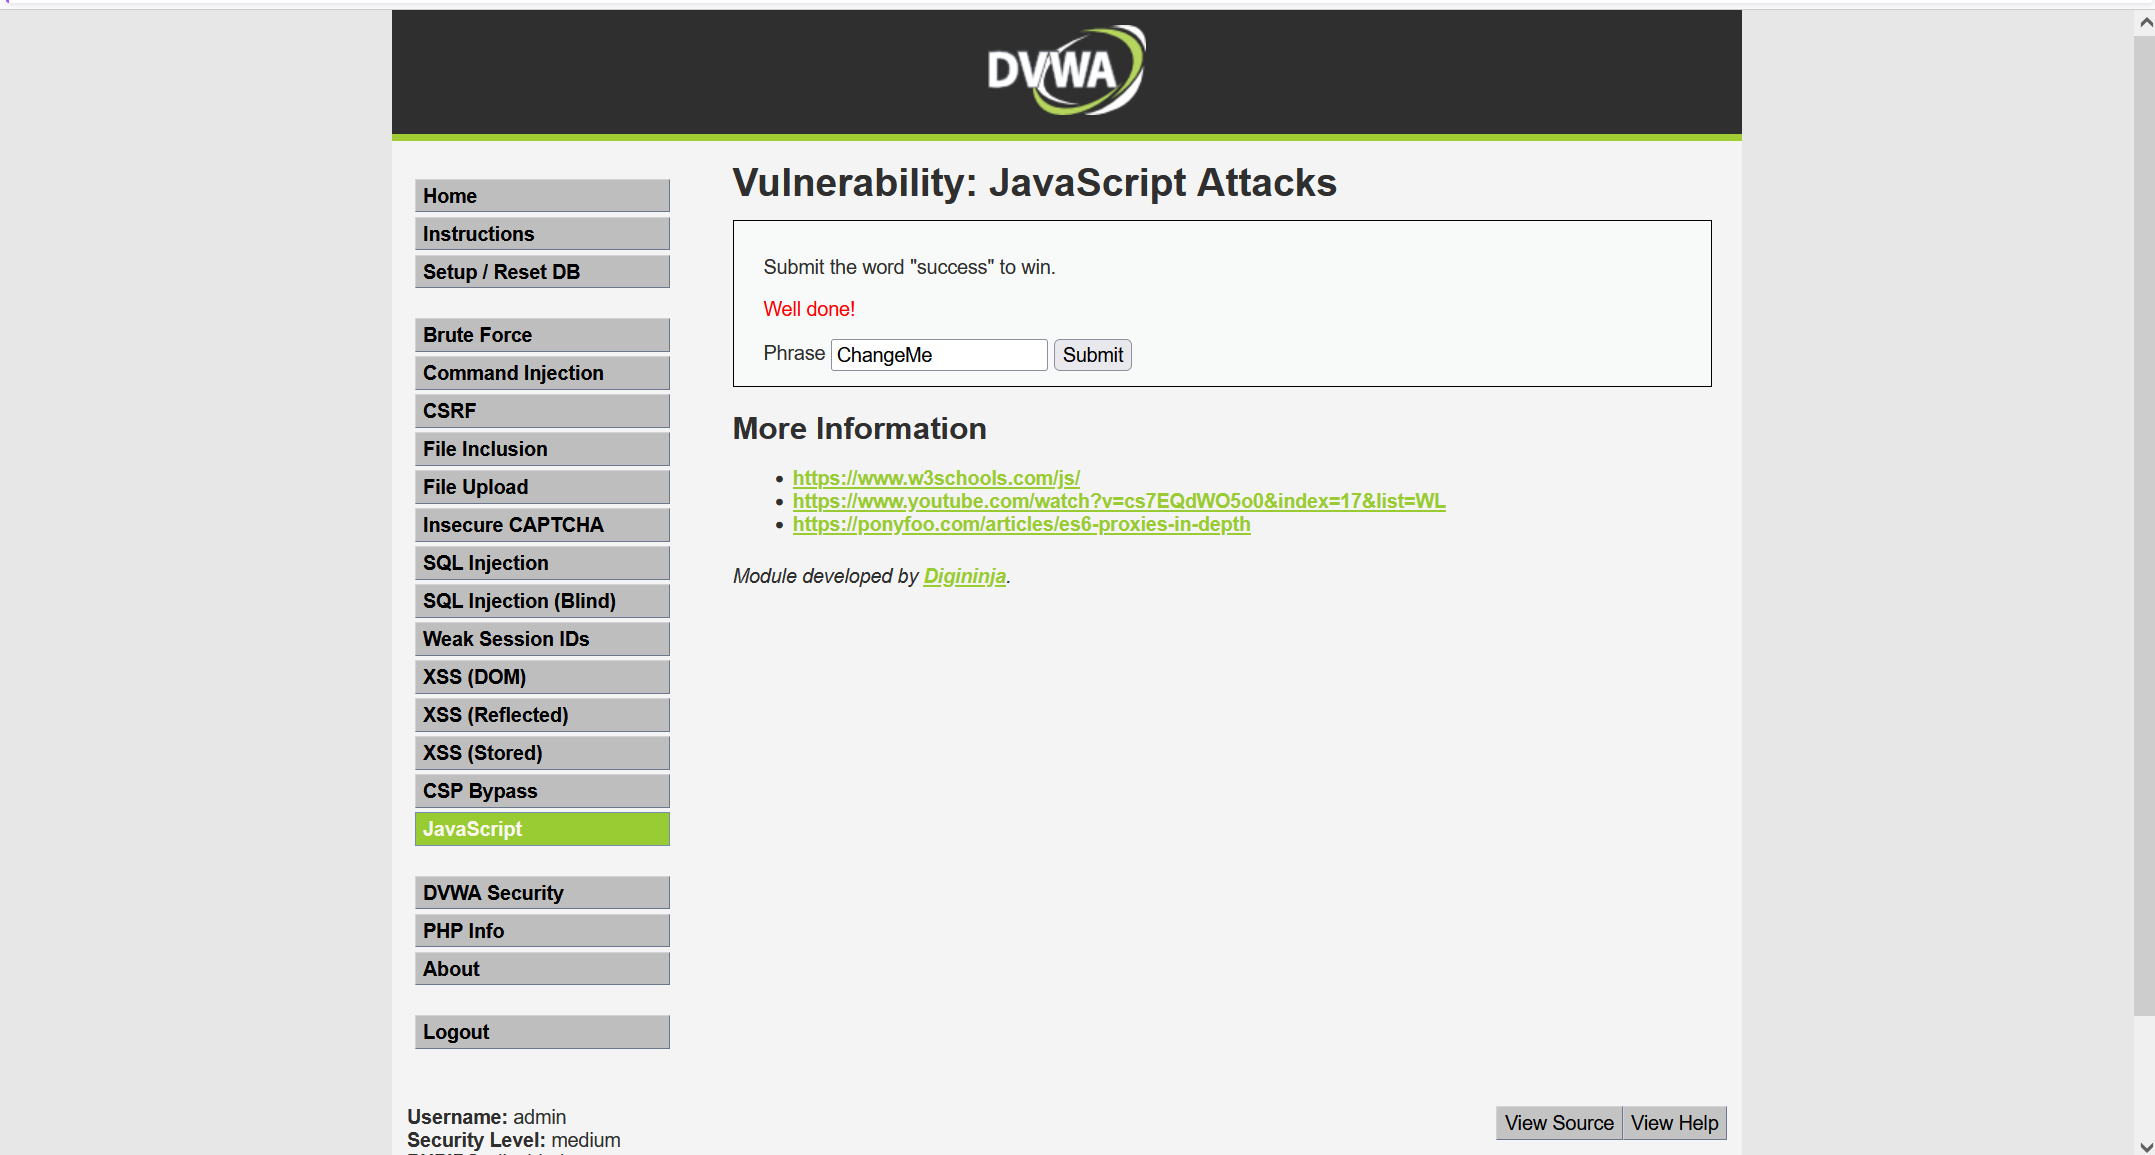 DVWA
Vulnerability: JavaScript Attacks
Home
Instructions
Setup / Reset DB
Brute Force
Command Injection
CSRF
File Inclusion
File Upload
Insecure CAPTCHA
SQL Injection
SQL Injection (Blind)
Weak Session IDs
XSS (DOM)
XSS (Reflected)
XSS (Stored)
CSP Bypass
JavaScript
DVWA Security
PHP Info
About
Logout
Submit the word "success" to win.
Well done!
Phrase ChangeMe Submit
More Information
• https://www.w3schools.com/js/
• https://www.youtube.com/watch?v=cs7EQdWO5o0&index=17&list=WL
• https://ponyfoo.com/articles/es6-proxies-in-depth
Module developed by Digininja.
Username: admin
Security Level: medium
View Source View Help